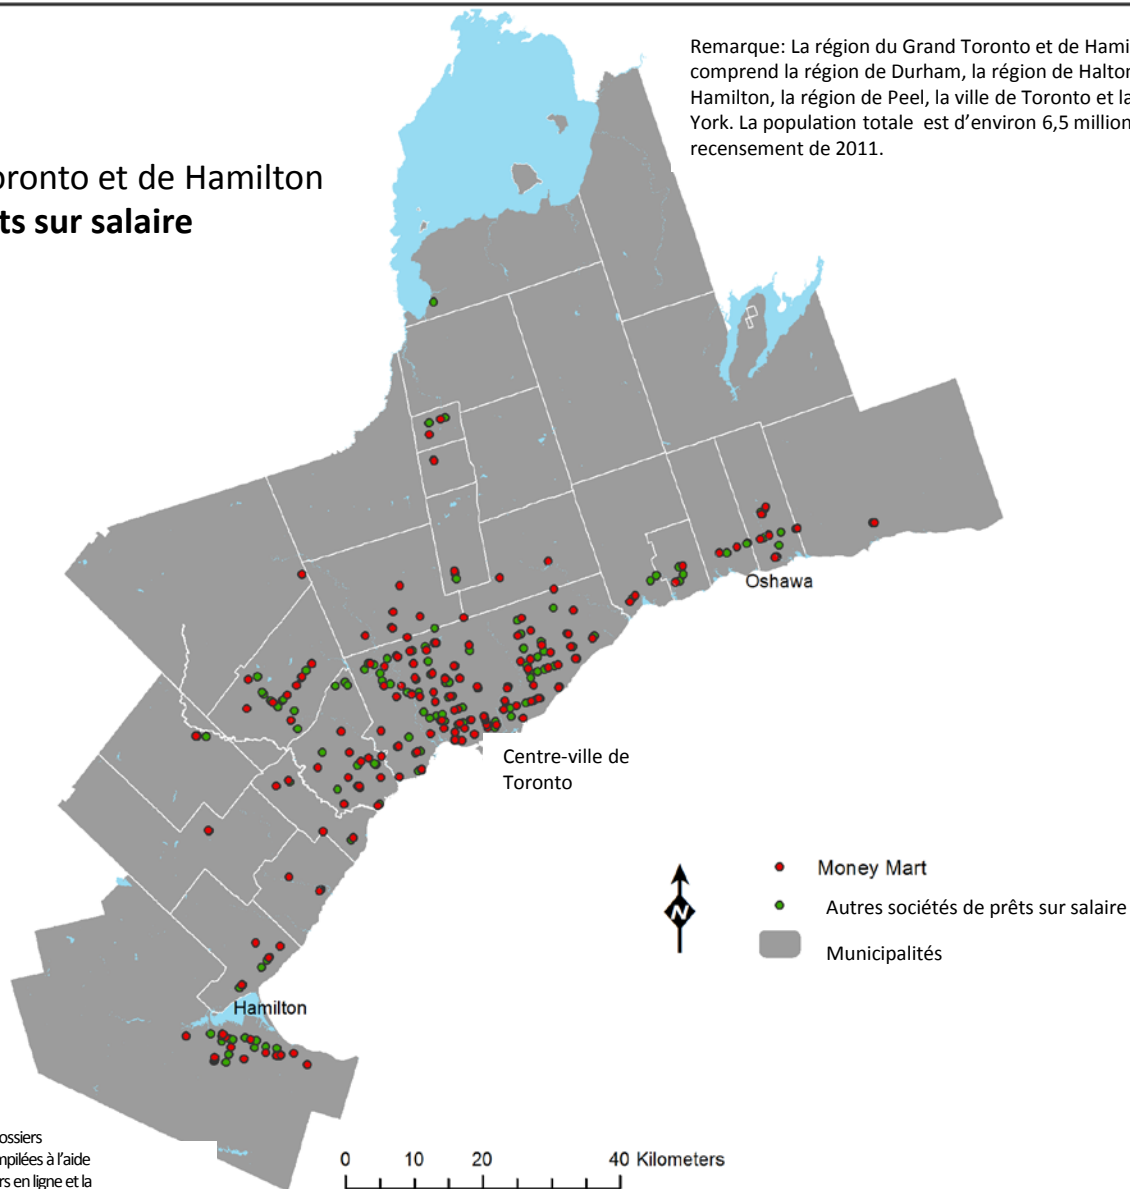 Remarque: La région du Grand Toronto et de Hami
comprend la région de Durham, la région de Halton
Hamilton, la région de Peel, la ville de Toronto et la
York. La population totale est d’environ 6,5 million
recensement de 2011.
oronto et de Hamilton
ts sur salaire
Oshawa
Centre-ville de
Toronto
Money Mart
N
Autres sociétés de prêts sur salaire
Municipalités
Hamilton
ossiers
mpilées à l’aide
rs en ligne et la
0 10 20 40 Kilometers